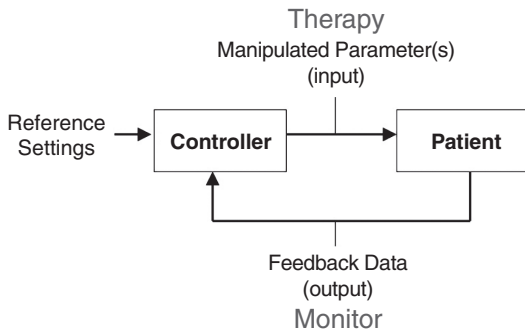 Therapy
Manipulated Parameter(s)
(input)
Reference
Settings
Controller
Patient
Feedback Data
(output)
Monitor